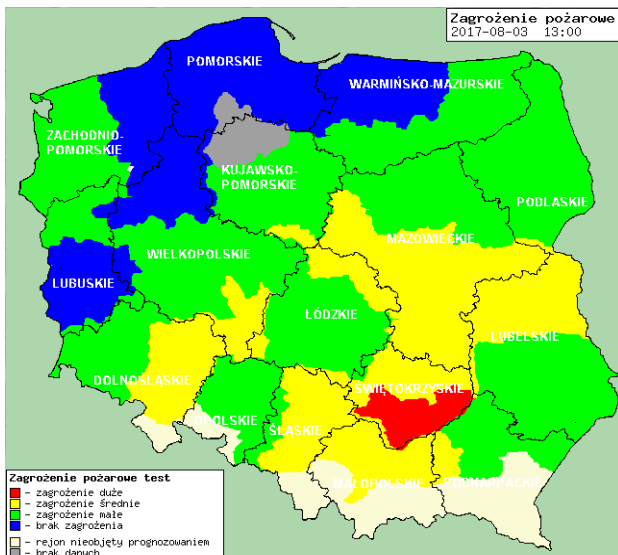 Zagrożenie pożarowe
2017-08-03 13:00
POMORSKIE
WARMIŃSKO-MAZURSKIE
ZACHODNIO-
POMORSKIE
KUJAWSKO-
POMORSKIE
PODLASKIE
MAZOWIECKIE
WIELKOPOLSKIE
LUBUSKIE
ŁÓDZKIE
LUBELSKIE
DOLNOŚLĄSKIE
ŚWIĘTOKRZYSKIE
OPOLSKIE
ŚLĄSKIE
MAŁOPOLSKIE
PODKARPACKIE
Zagrożenie pożarowe test
– zagrożenie duże
– zagrożenie średnie
– zagrożenie małe
– brak zagrożenia
– rejon nieobjęty prognozowaniem
– brak danych